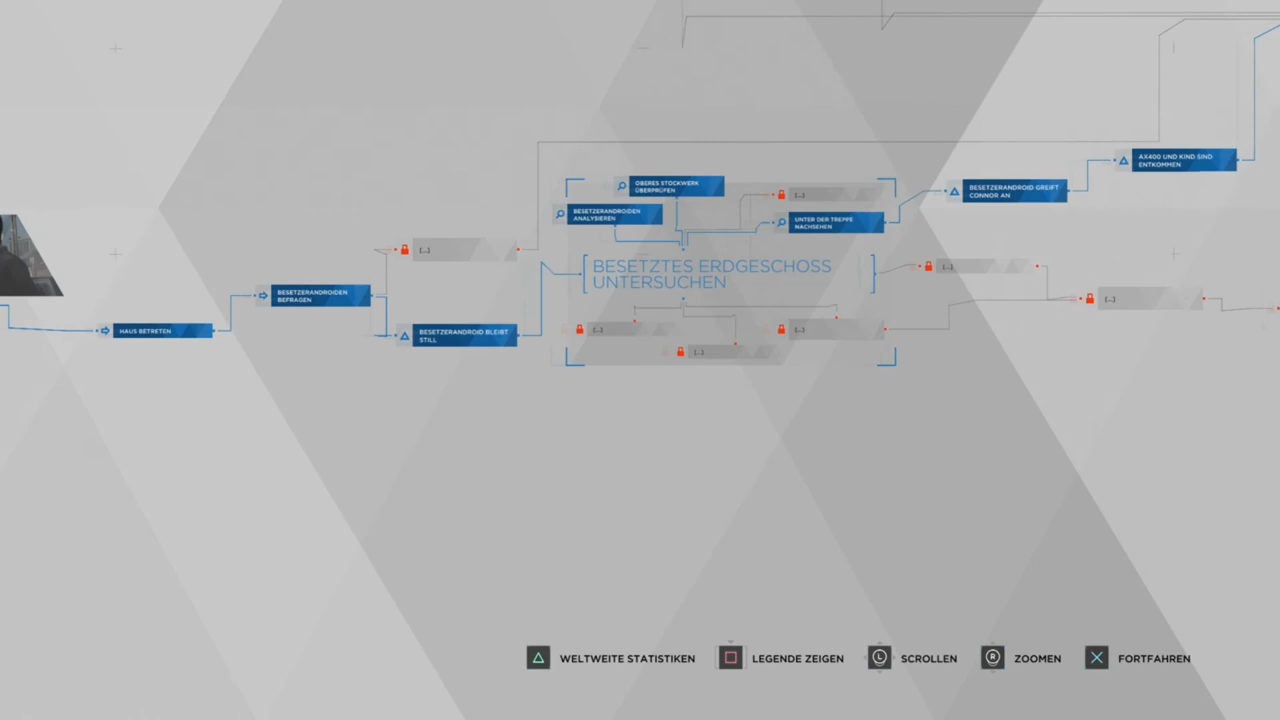 AX400 UND KIND SIND
ENTKOMMEN
OBERES STOCKWERK
ÜBERPRÜFEN
[...]
BESETZERANDROID GREIFT
CONNOR AN
BESETZERANDROIDEN
ANALYSIEREN
UNTER DER TREPPE
NACHSEHEN
[...]
BESETZTES ERDGESCHOSS
UNTERSUCHEN
[...]
BESETZERANDROIDEN
BEFRAGEN
[...]
HAUS BETRETEN
BESETZERANDROID BLEIBT
STILL
[...]
[...]
[...]
WELTWEITE STATISTIKEN
LEGENDE ZEIGEN
L
SCROLLEN
R
ZOOMEN
FORTFAHREN